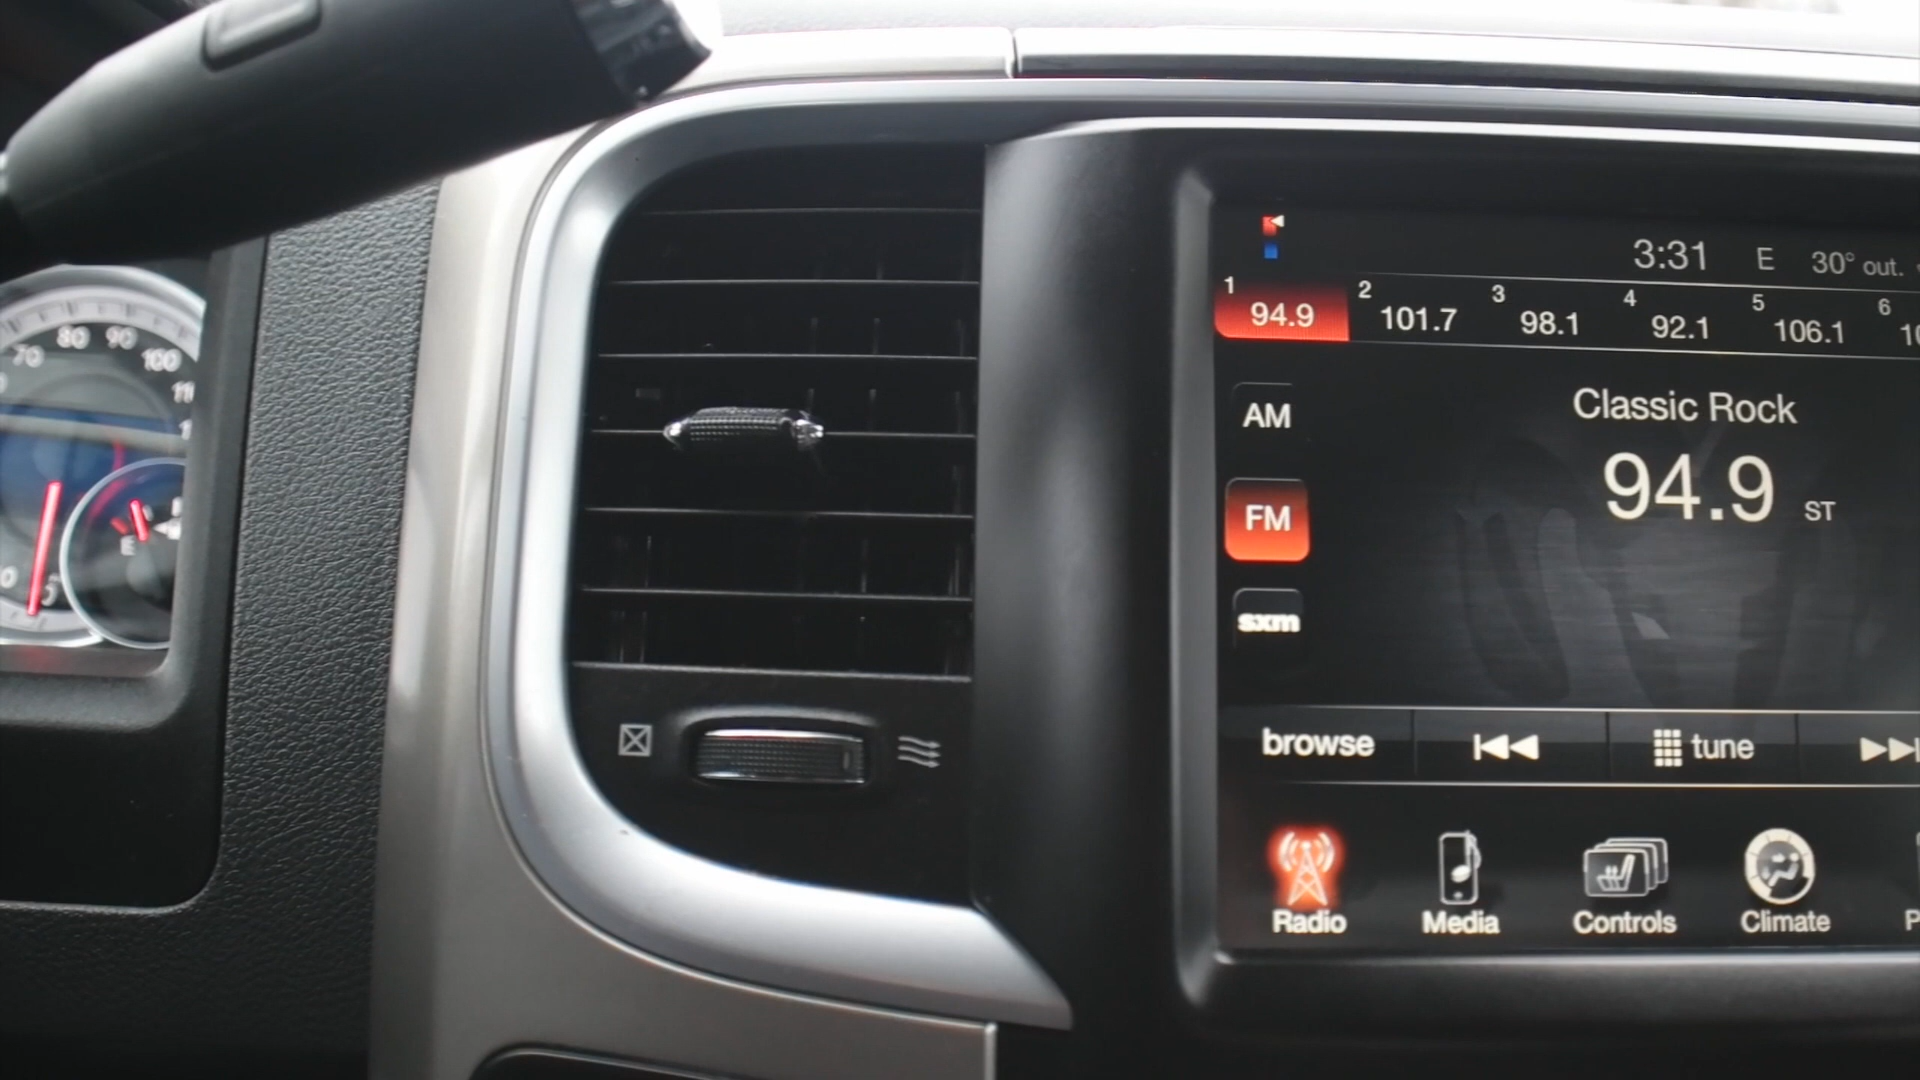 3:31 E 30° out.
1 94.9 2 101.7 3 98.1 4 92.1 5 106.1 6
AM
Classic Rock
94.9 ST
FM
sxm
browse tune
Radio Media Controls Climate
70 80 90 100
E